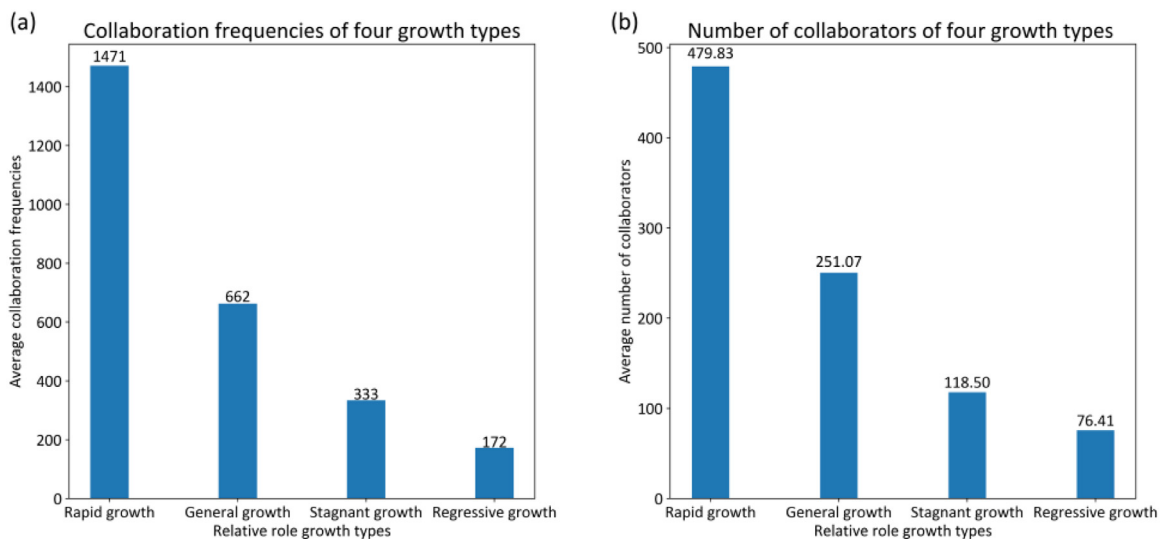 (a)
Collaboration frequencies of four growth types
Average collaboration frequencies
1400
1200
1000
800
600
400
200
0
1471
662
333
172
Rapid growth General growth Stagnant growth Regressive growth
Relative role growth types
(b)
Number of collaborators of four growth types
Average number of collaborators
500
400
300
200
100
0
479.83
251.07
118.50
76.41
Rapid growth General growth Stagnant growth Regressive growth
Relative role growth types